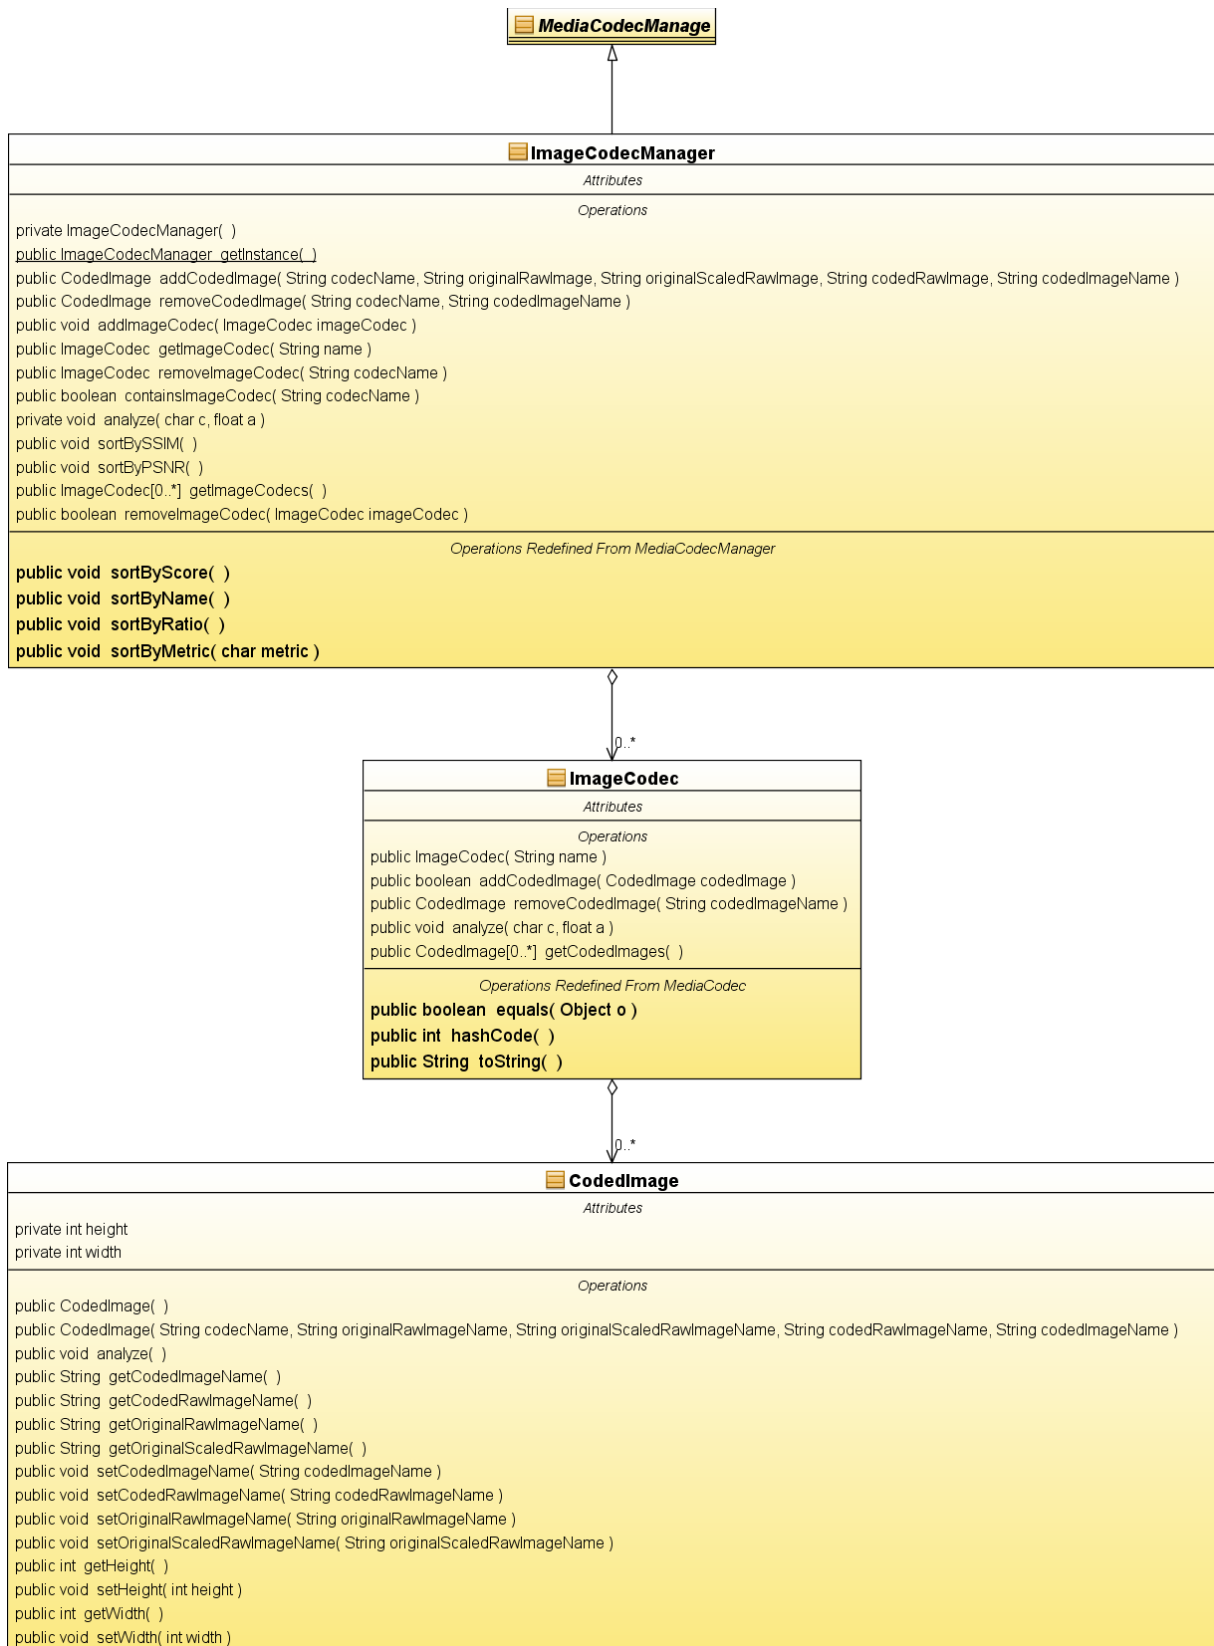 MediaCodecManage
ImageCodecManager
Attributes
Operations
private ImageCodecManager( )
public ImageCodecManager getInstance( )
public CodedImage addCodedImage( String codecName, String originalRawImage, String originalScaledRawImage, String codedRawImage, String codedImageName )
public CodedImage removeCodedImage( String codecName, String codedImageName )
public void addImageCodec( ImageCodec imageCodec )
public ImageCodec getImageCodec( String name )
public ImageCodec removeImageCodec( String codecName )
public boolean containsImageCodec( String codecName )
private void analyze( char c, float a )
public void sortBySSIM( )
public void sortByPSNR( )
public ImageCodec[0..*] getImageCodecs( )
public boolean removeImageCodec( ImageCodec imageCodec )
Operations Redefined From MediaCodecManager
public void sortByScore( )
public void sortByName( )
public void sortByRatio( )
public void sortByMetric( char metric )
0..*
ImageCodec
Attributes
Operations
public ImageCodec( String name )
public boolean addCodedImage( CodedImage codedImage )
public CodedImage removeCodedImage( String codedImageName )
public void analyze( char c, float a )
public CodedImage[0..*] getCodedImages( )
Operations Redefined From MediaCodec
public boolean equals( Object o )
public int hashCode( )
public String toString( )
0..*
CodedImage
Attributes
private int height
private int width
Operations
public CodedImage( )
public CodedImage( String codecName, String originalRawImageName, String originalScaledRawImageName, String codedRawImageName, String codedImageName )
public void analyze( )
public String getCodedImageName( )
public String getCodedRawImageName( )
public String getOriginalRawImageName( )
public String getOriginalScaledRawImageName( )
public void setCodedImageName( String codedImageName )
public void setCodedRawImageName( String codedRawImageName )
public void setOriginalRawImageName( String originalRawImageName )
public void setOriginalScaledRawImageName( String originalScaledRawImageName )
public int getHeight( )
public void setHeight( int height )
public int getWidth( )
public void setWidth( int width )